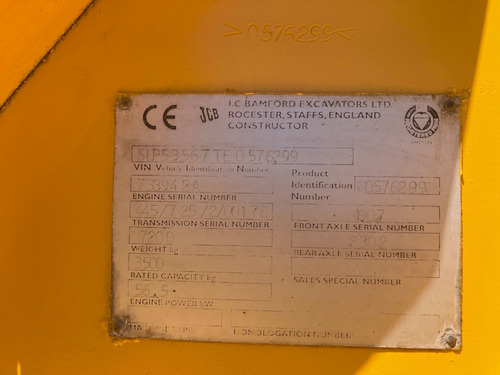 >0576299<
CE JCB J.C BAMFORD EXCAVATORS LTD.
ROCESTER, STAFFS, ENGLAND
CONSTRUCTOR
SLP53567TE0576299
VIN Vehicle Identification Number
ENGINE SERIAL NUMBER
Product
Identification 0576299
Number
TRANSMISSION SERIAL NUMBER
FRONT AXLE SERIAL NUMBER
7200
WEIGHT kg
REAR AXLE SERIAL NUMBER
3500
RATED CAPACITY kg
SALES SPECIAL NUMBER
56.5
ENGINE POWER kW
HOMOLOGATION NUMBER